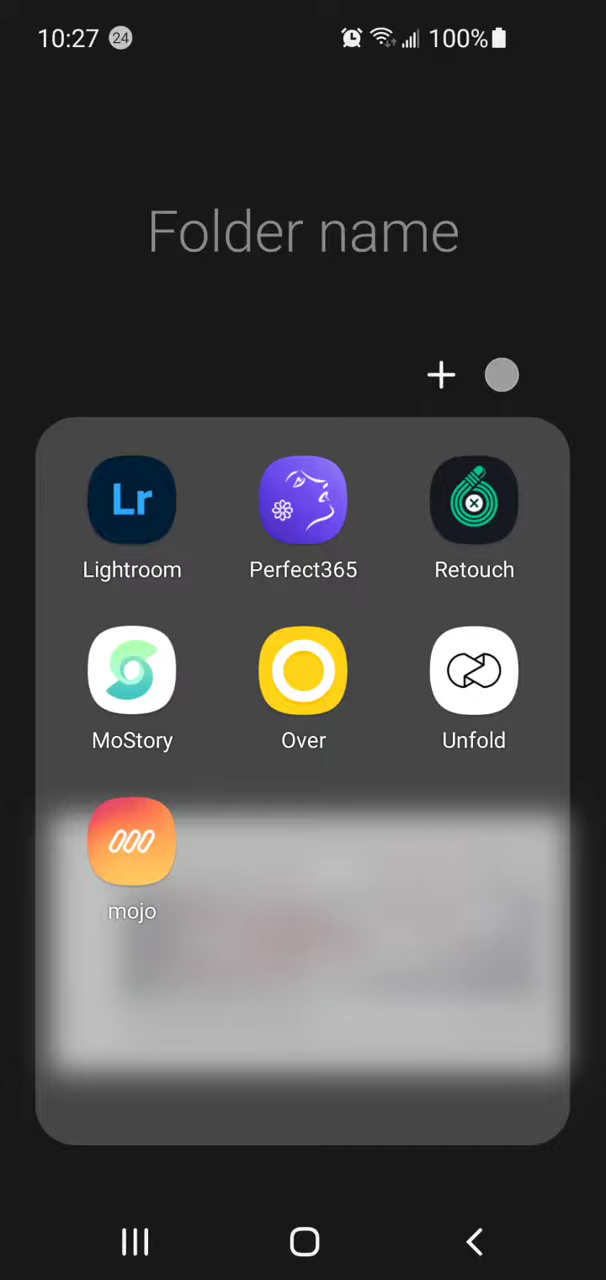 10:27 24 100%
Folder name
Lr
Lightroom Perfect365 Retouch
MoStory Over Unfold
mojo